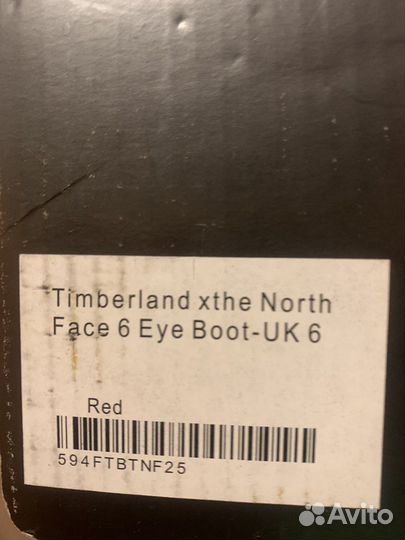 Timberland xthe North
Face 6 Eye Boot-UK 6
Red
594FTBTNF25
Avito